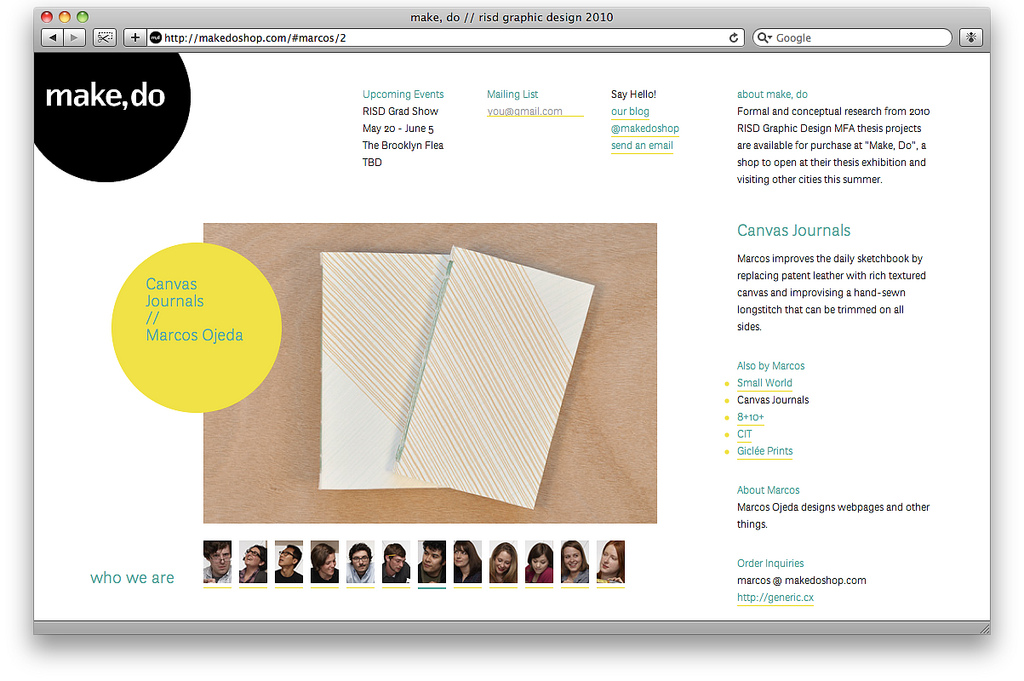 make, do // risd graphic design 2010
http://makedoshop.com/#marcos/2
Google
make,do
Upcoming Events
RISD Grad Show
May 20 - June 5
The Brooklyn Flea
TBD
Mailing List
you@gmail.com
Say Hello!
our blog
@makedoshop
send an email
about make, do
Formal and conceptual research from 2010
RISD Graphic Design MFA thesis projects
are available for purchase at "Make, Do", a
shop to open at their thesis exhibition and
visiting other cities this summer.
Canvas
Journals
//
Marcos Ojeda
Canvas Journals
Marcos improves the daily sketchbook by
replacing patent leather with rich textured
canvas and improvising a hand-sewn
longstitch that can be trimmed on all
sides.
Also by Marcos
Small World
Canvas Journals
8+10+
CIT
Giclée Prints
About Marcos
Marcos Ojeda designs webpages and other
things.
Order Inquiries
marcos @ makedoshop.com
http://generic.cx
who we are